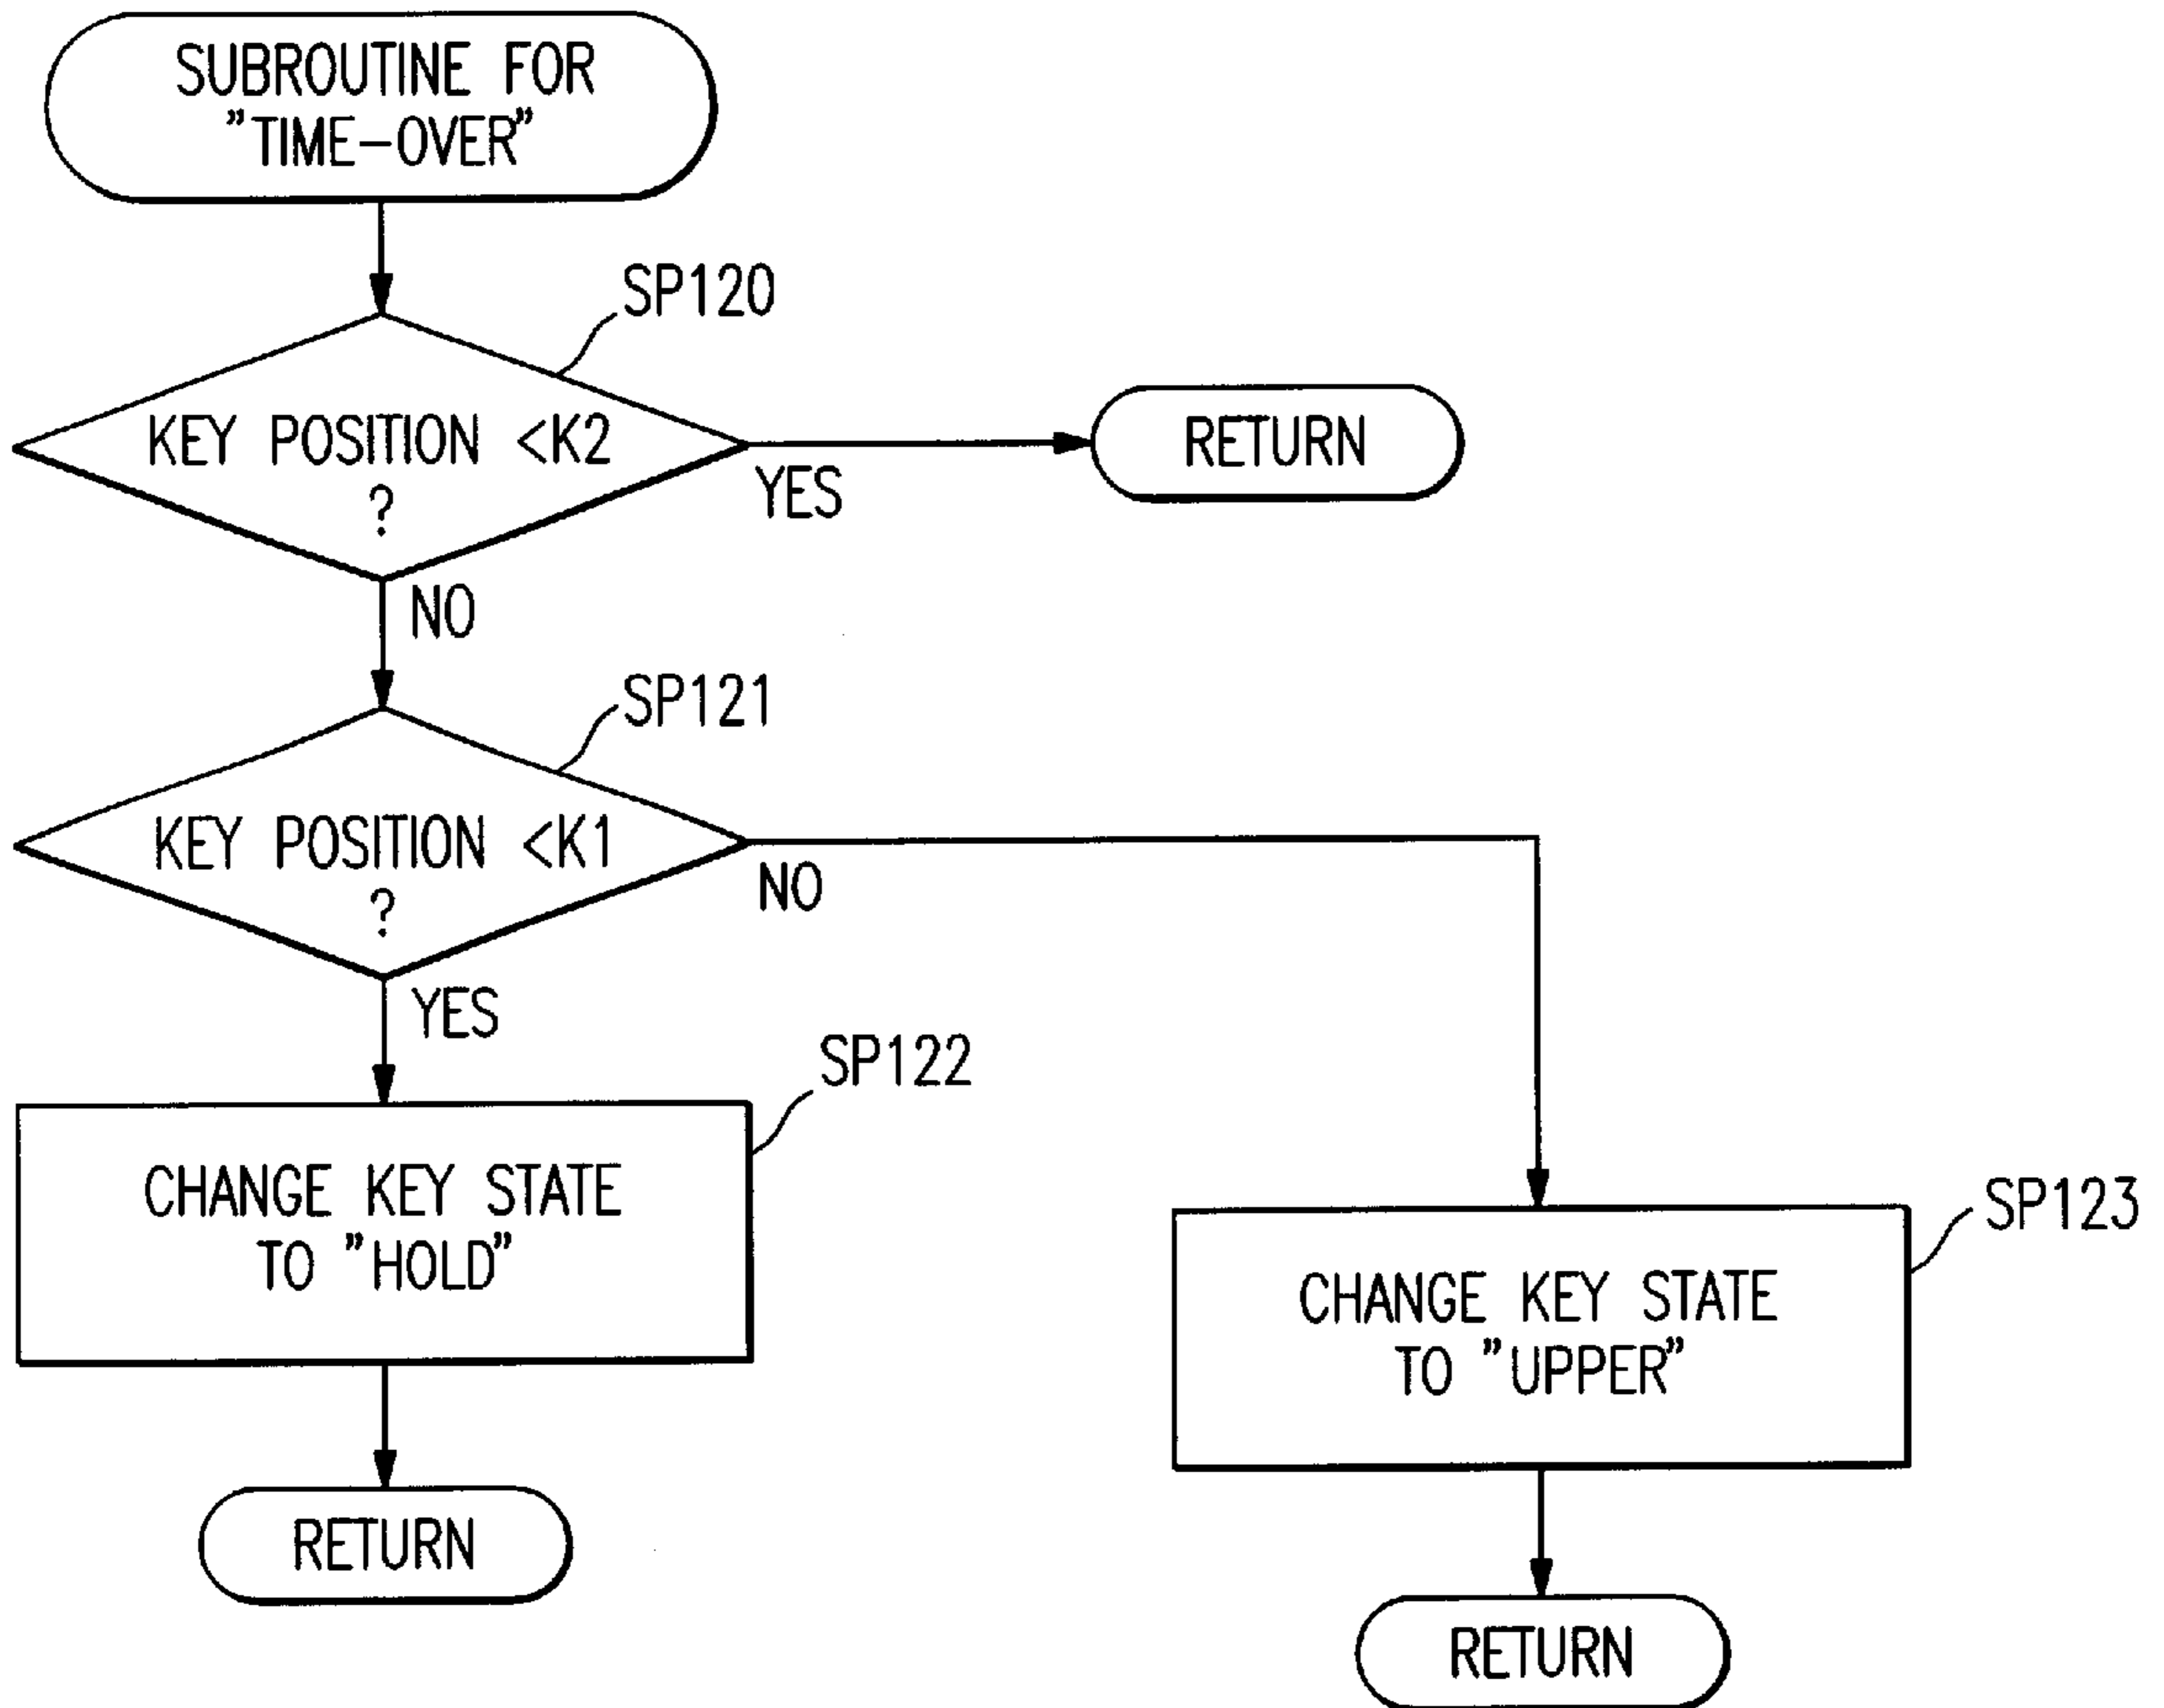 SUBROUTINE FOR
"TIME-OVER"
SP120
KEY POSITION <K2
?
YES
RETURN
NO
SP121
KEY POSITION <K1
?
NO
YES
SP122
CHANGE KEY STATE
TO "HOLD"
SP123
CHANGE KEY STATE
TO "UPPER"
RETURN
RETURN